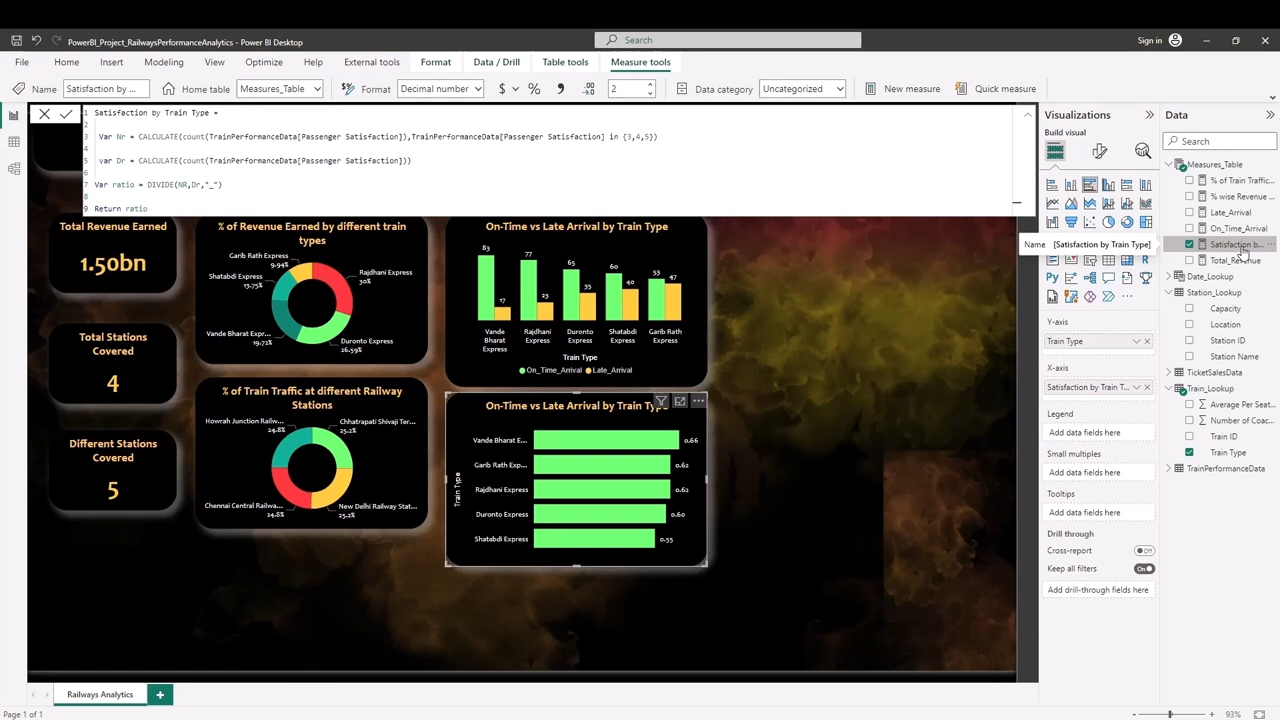 PowerBI_Project_RailwaysPerformanceAnalytics - Power BI Desktop
Search
Sign in
File Home Insert Modeling View Optimize Help External tools Format Data / Drill Table tools Measure tools
Name Satisfaction by ... Home table Measures_Table Format Decimal number $ % 2 Data category Uncategorized New measure Quick measure
1 Satisfaction by Train Type =
2
3 Var Nr = CALCULATE(count(TrainPerformanceData[Passenger Satisfaction]),TrainPerformanceData[Passenger Satisfaction] in {3,4,5})
4
5 var Dr = CALCULATE(count(TrainPerformanceData[Passenger Satisfaction]))
6
7 Var ratio = DIVIDE(NR,Dr,"_")
8
9 Return ratio
Total Revenue Earned
1.50bn
Total Stations
Covered
4
Different Stations
Covered
5
% of Revenue Earned by different train
types
Garib Rath Express
9.94%
Shatabdi Express
13.75%
Vande Bharat Expr...
19.72%
Rajdhani Express
30%
Duronto Express
26.59%
% of Train Traffic at different Railway
Stations
Howrah Junction Railw...
24.8%
Chhatrapati Shivaji Ter...
25.2%
Chennai Central Railwa...
24.8%
New Delhi Railway Stat...
25.2%
On-Time vs Late Arrival by Train Type
83 17 77 23 65 35 60 40 53 47
Vande
Bharat
Express
Rajdhani
Express
Duronto
Express
Shatabdi
Express
Garib Rath
Express
Train Type
On_Time_Arrival Late_Arrival
On-Time vs Late Arrival by Train Type
Train Type
Vande Bharat E... 0.66
Garib Rath Exp... 0.62
Rajdhani Express 0.62
Duronto Express 0.60
Shatabdi Express 0.55
Visualizations
Build visual
Name [Satisfaction by Train Type]
R
Py
123
Y-axis
Train Type
X-axis
Satisfaction by Train T...
Legend
Add data fields here
Small multiples
Add data fields here
Tooltips
Add data fields here
Drill through
Cross-report Off
Keep all filters On
Add drill-through fields here
Data
Search
Measures_Table
% of Train Traffic...
% wise Revenue ...
Late_Arrival
On_Time_Arrival
Satisfaction b...
Total_Revenue
Date_Lookup
Station_Lookup
Capacity
Location
Station ID
Station Name
TicketSalesData
Train_Lookup
Average Per Seat...
Number of Coac...
Train ID
Train Type
TrainPerformanceData
Railways Analytics
Page 1 of 1
93%